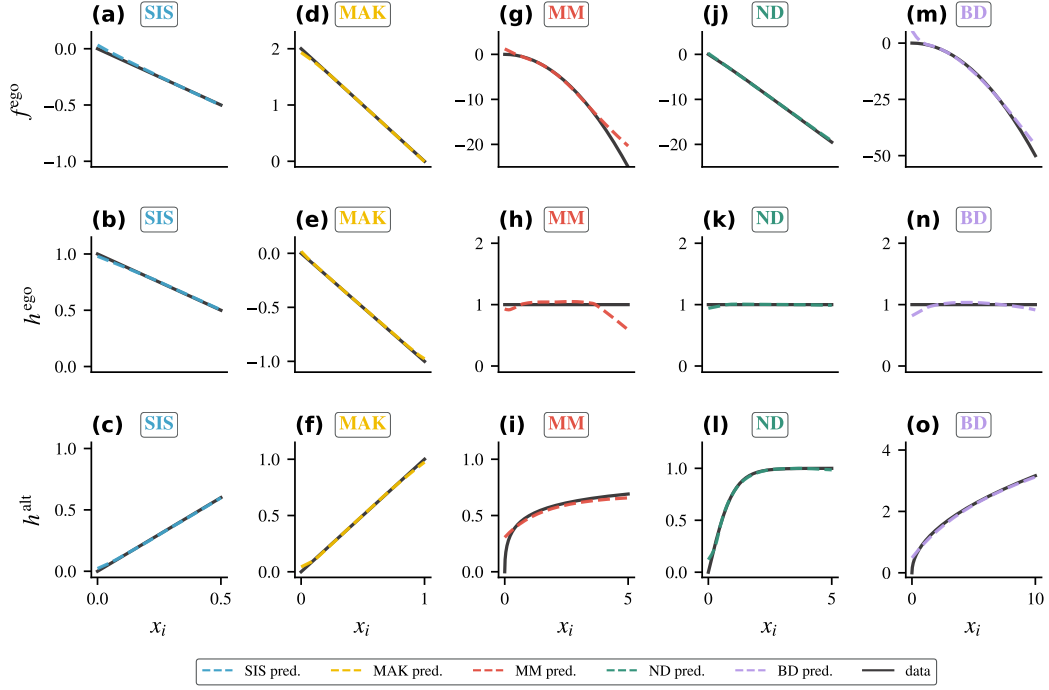 (a) SIS (d) MAK (g) MM (j) ND (m) BD
f^ego
0.0 −0.5 −1.0
2 1 0
0 −10 −20
0 −10 −20
0 −25 −50
(b) SIS (e) MAK (h) MM (k) ND (n) BD
h^ego
1.0 0.5 0.0
0.0 −0.5 −1.0
2 1 0
2 1 0
2 1 0
(c) SIS (f) MAK (i) MM (l) ND (o) BD
h^alt
1.0 0.5 0.0
1.0 0.5 0.0
1.0 0.5 0.0
1.0 0.5 0.0
4 2 0
0.0 0.5 0 1 0 5 0 5 0 10
x_i x_i x_i x_i x_i
SIS pred. MAK pred. MM pred. ND pred. BD pred. data